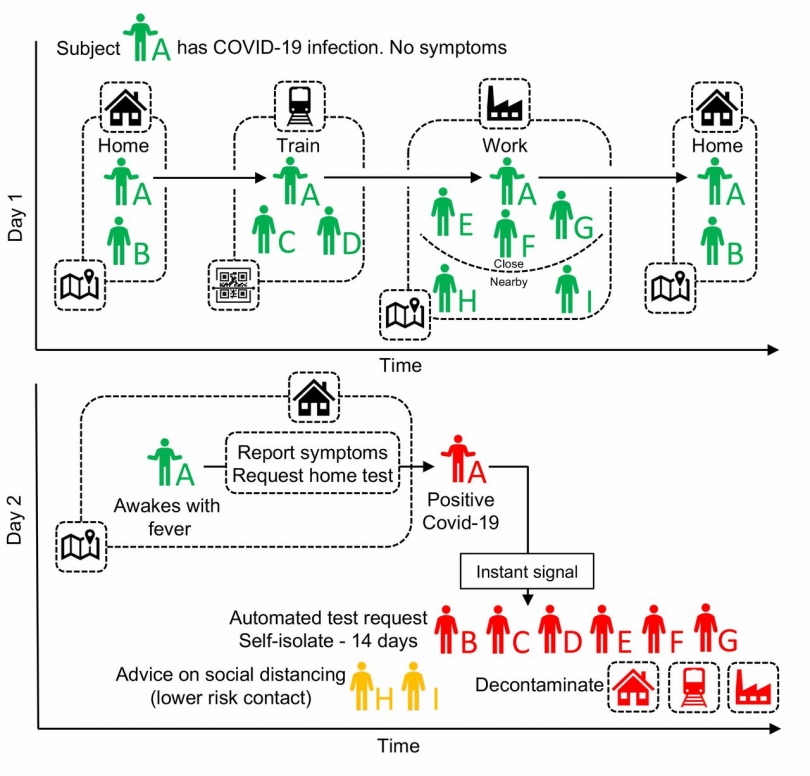 Subject A has COVID-19 infection. No symptoms
Day 1
Home
Train
Work
Home
A
A
A
A
B
C
D
E
F
G
B
Close
Nearby
H
I
Time
Day 2
A
Report symptoms
Request home test
A
Awakes with
fever
Positive
Covid-19
Instant signal
Automated test request
Self-isolate - 14 days
B C D E F G
Advice on social distancing
(lower risk contact)
H I
Decontaminate
Time